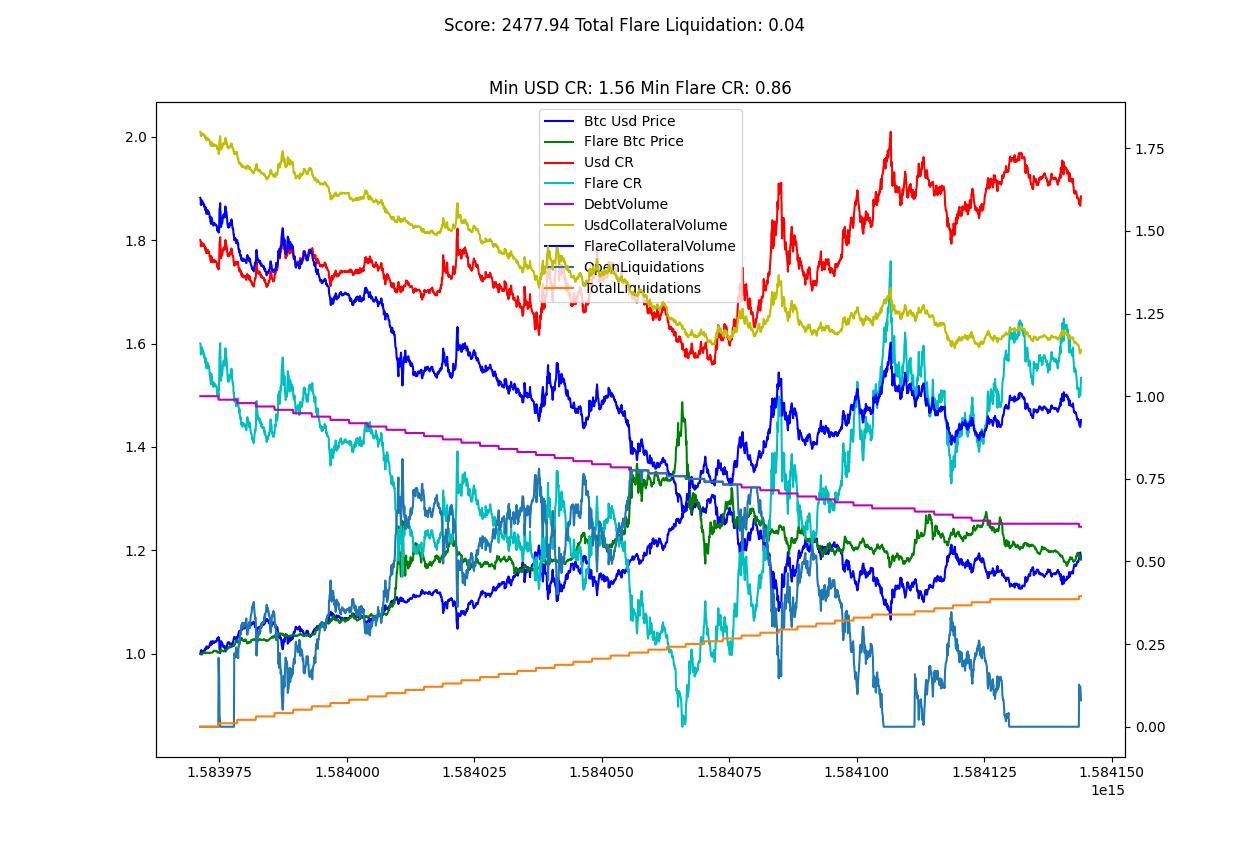 Score: 2477.94 Total Flare Liquidation: 0.04
Min USD CR: 1.56 Min Flare CR: 0.86
Btc Usd Price
Flare Btc Price
Usd CR
Flare CR
DebtVolume
UsdCollateralVolume
FlareCollateralVolume
OpenLiquidations
TotalLiquidations
2.0
1.8
1.6
1.4
1.2
1.0
1.75
1.50
1.25
1.00
0.75
0.50
0.25
0.00
1.583975 1.584000 1.584025 1.584050 1.584075 1.584100 1.584125 1.584150
1e15